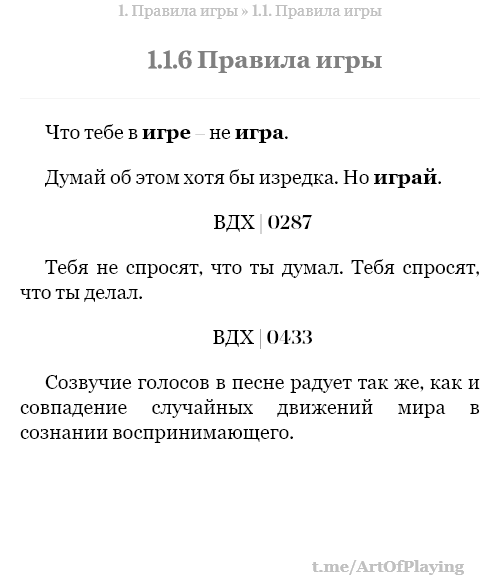 1. Правила игры » 1.1. Правила игры
1.1.6 Правила игры
Что тебе в игре – не игра.
Думай об этом хотя бы изредка. Но играй.
ВДХ | 0287
Тебя не спросят, что ты думал. Тебя спросят,
что ты делал.
ВДХ | 0433
Созвучие голосов в песне радует так же, как и
совпадение случайных движений мира в
сознании воспринимающего.
t.me/ArtOfPlaying